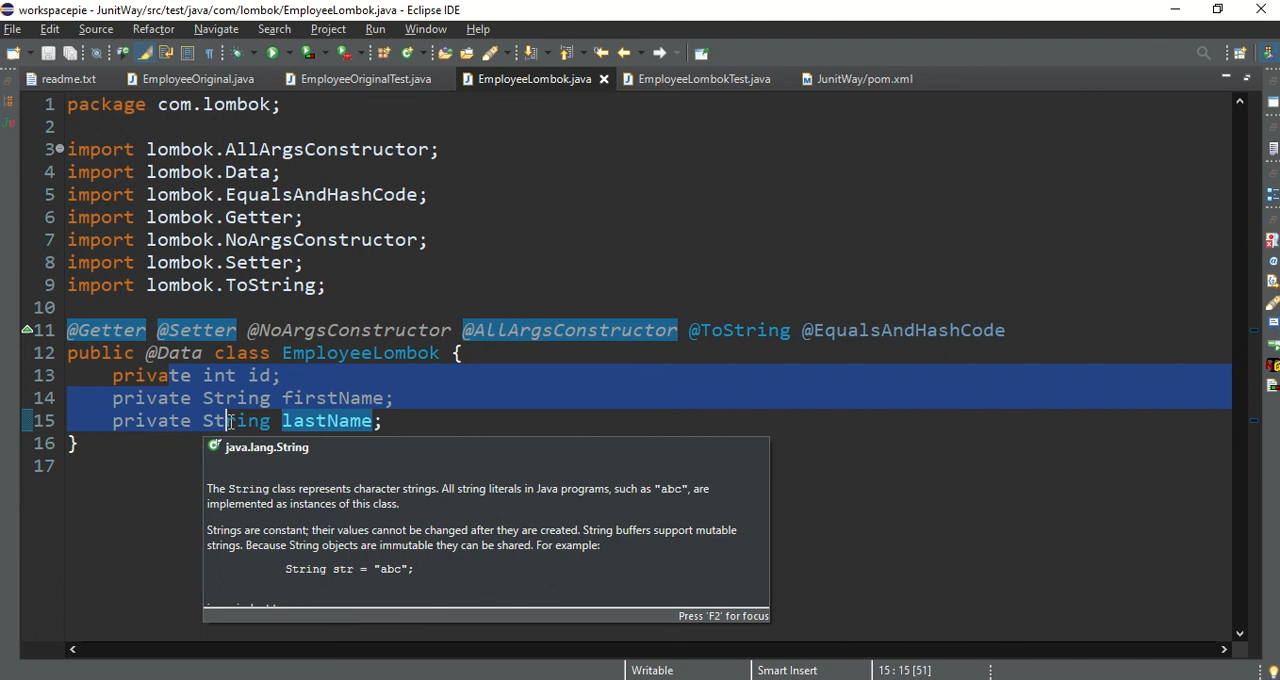 workspacepie - JunitWay/src/test/java/com/lombok/EmployeeLombok.java - Eclipse IDE
File Edit Source Refactor Navigate Search Project Run Window Help
readme.txt EmployeeOriginal.java EmployeeOriginalTest.java EmployeeLombok.java EmployeeLombokTest.java JunitWay/pom.xml
1 package com.lombok;
2
3 import lombok.AllArgsConstructor;
4 import lombok.Data;
5 import lombok.EqualsAndHashCode;
6 import lombok.Getter;
7 import lombok.NoArgsConstructor;
8 import lombok.Setter;
9 import lombok.ToString;
10
11 @Getter @Setter @NoArgsConstructor @AllArgsConstructor @ToString @EqualsAndHashCode
12 public @Data class EmployeeLombok {
13 private int id;
14 private String firstName;
15 private String lastName;
16 }
17
java.lang.String
The String class represents character strings. All string literals in Java programs, such as "abc", are
implemented as instances of this class.
Strings are constant; their values cannot be changed after they are created. String buffers support mutable
strings. Because String objects are immutable they can be shared. For example:
String str = "abc";
Press 'F2' for focus
Writable Smart Insert 15 : 15 [51]